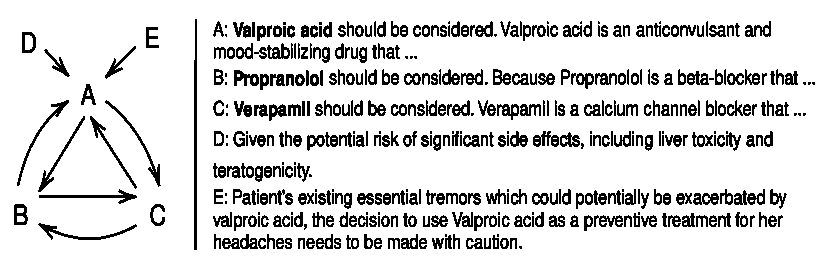 D
E
A
B
C
A: Valproic acid should be considered. Valproic acid is an anticonvulsant and
mood-stabilizing drug that ...
B: Propranolol should be considered. Because Propranolol is a beta-blocker that ...
C: Verapamil should be considered. Verapamil is a calcium channel blocker that ...
D: Given the potential risk of significant side effects, including liver toxicity and
teratogenicity.
E: Patient's existing essential tremors which could potentially be exacerbated by
valproic acid, the decision to use Valproic acid as a preventive treatment for her
headaches needs to be made with caution.